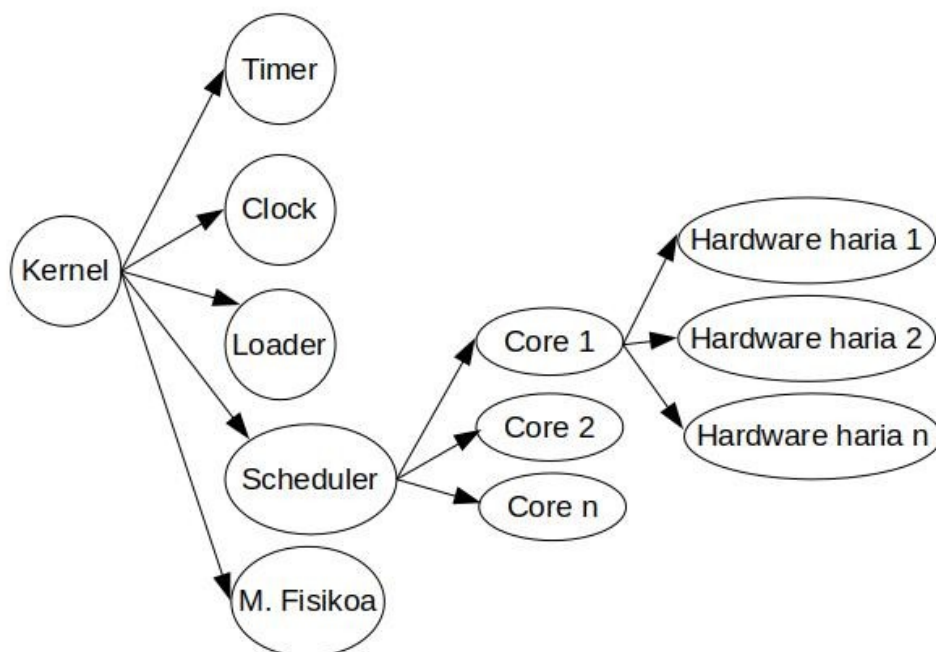 Timer
Clock
Kernel
Loader
Scheduler
M. Fisikoa
Core 1
Core 2
Core n
Hardware haria 1
Hardware haria 2
Hardware haria n